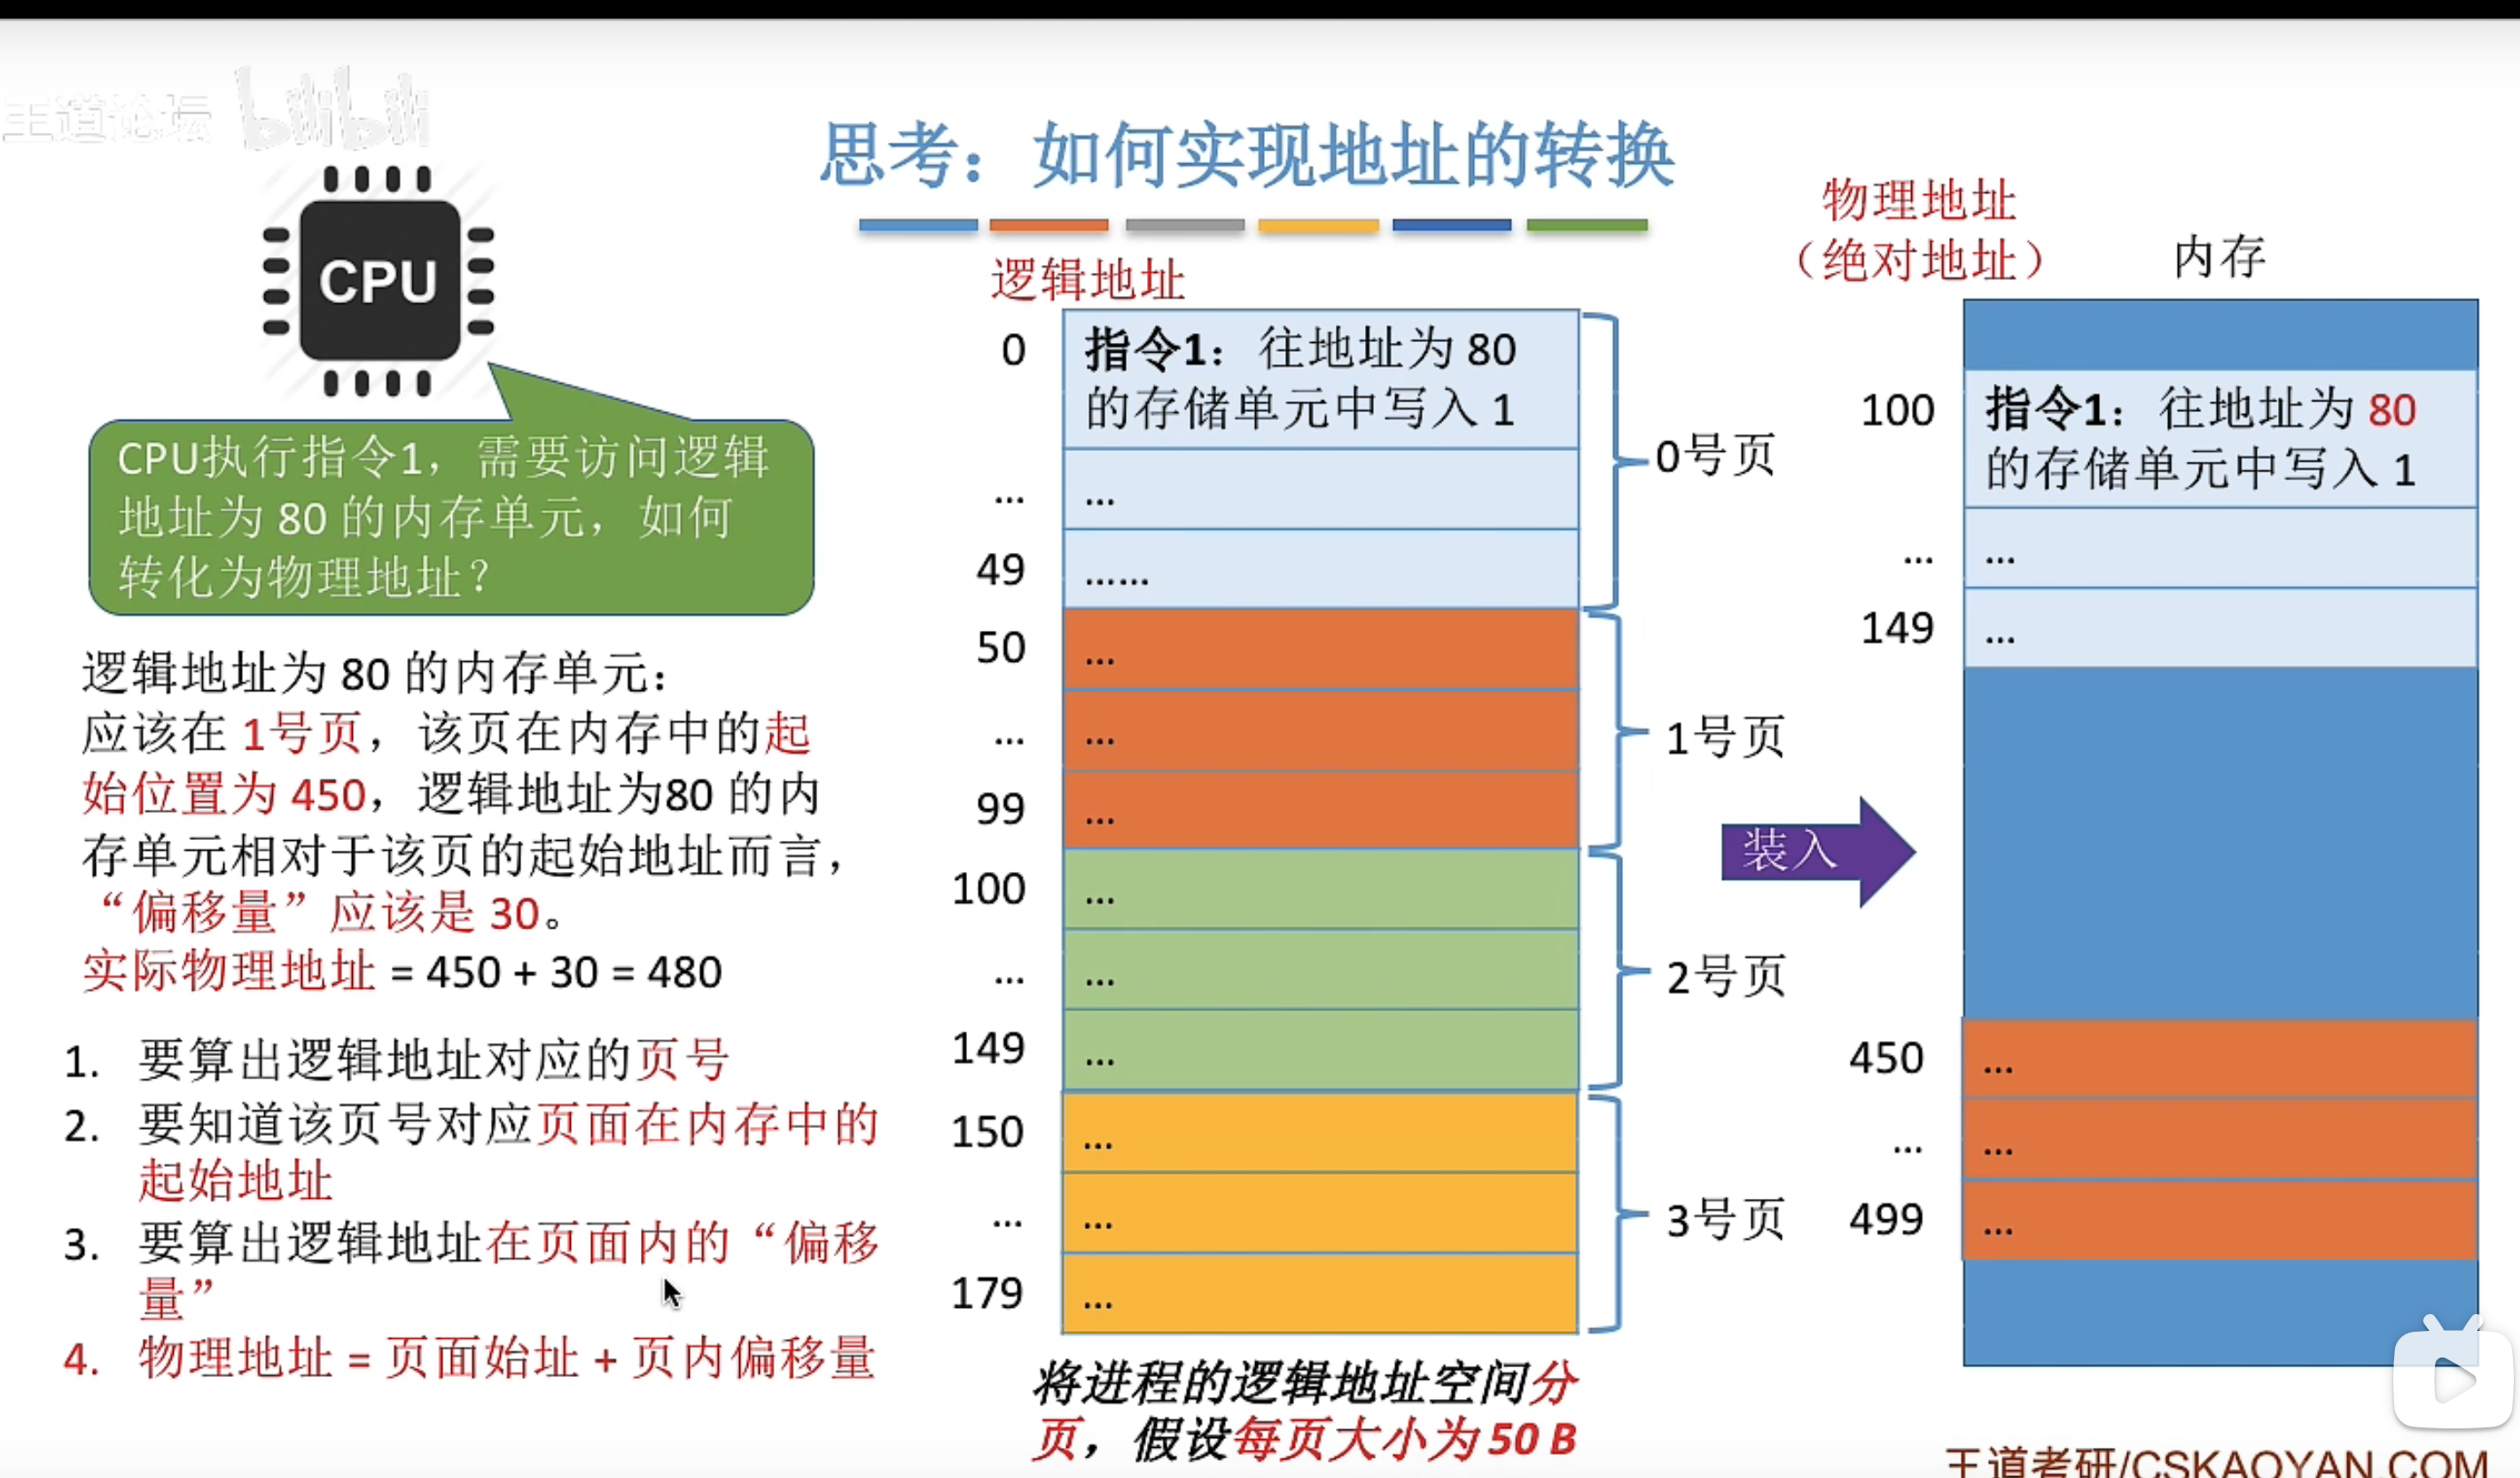 王道论坛 bilibili
思考：如何实现地址的转换
CPU
CPU执行指令1，需要访问逻辑
地址为 80 的内存单元，如何
转化为物理地址？
逻辑地址为 80 的内存单元：
应该在 1号页，该页在内存中的起
始位置为 450，逻辑地址为80 的内
存单元相对于该页的起始地址而言，
“偏移量”应该是 30。
实际物理地址 = 450 + 30 = 480
1. 要算出逻辑地址对应的页号
2. 要知道该页号对应页面在内存中的
起始地址
3. 要算出逻辑地址在页面内的“偏移
量”
4. 物理地址 = 页面始址 + 页内偏移量
逻辑地址
0 指令1：往地址为 80
的存储单元中写入 1
... ...
49 ......
50 ...
... ...
99 ...
100 ...
... ...
149 ...
150 ...
... ...
179 ...
0号页
1号页
2号页
3号页
将进程的逻辑地址空间分
页，假设每页大小为 50 B
装入
物理地址
（绝对地址）
内存
100 指令1：往地址为 80
的存储单元中写入 1
... ...
149 ...
450 ...
... ...
499 ...
王道考研/CSKAOYAN.COM